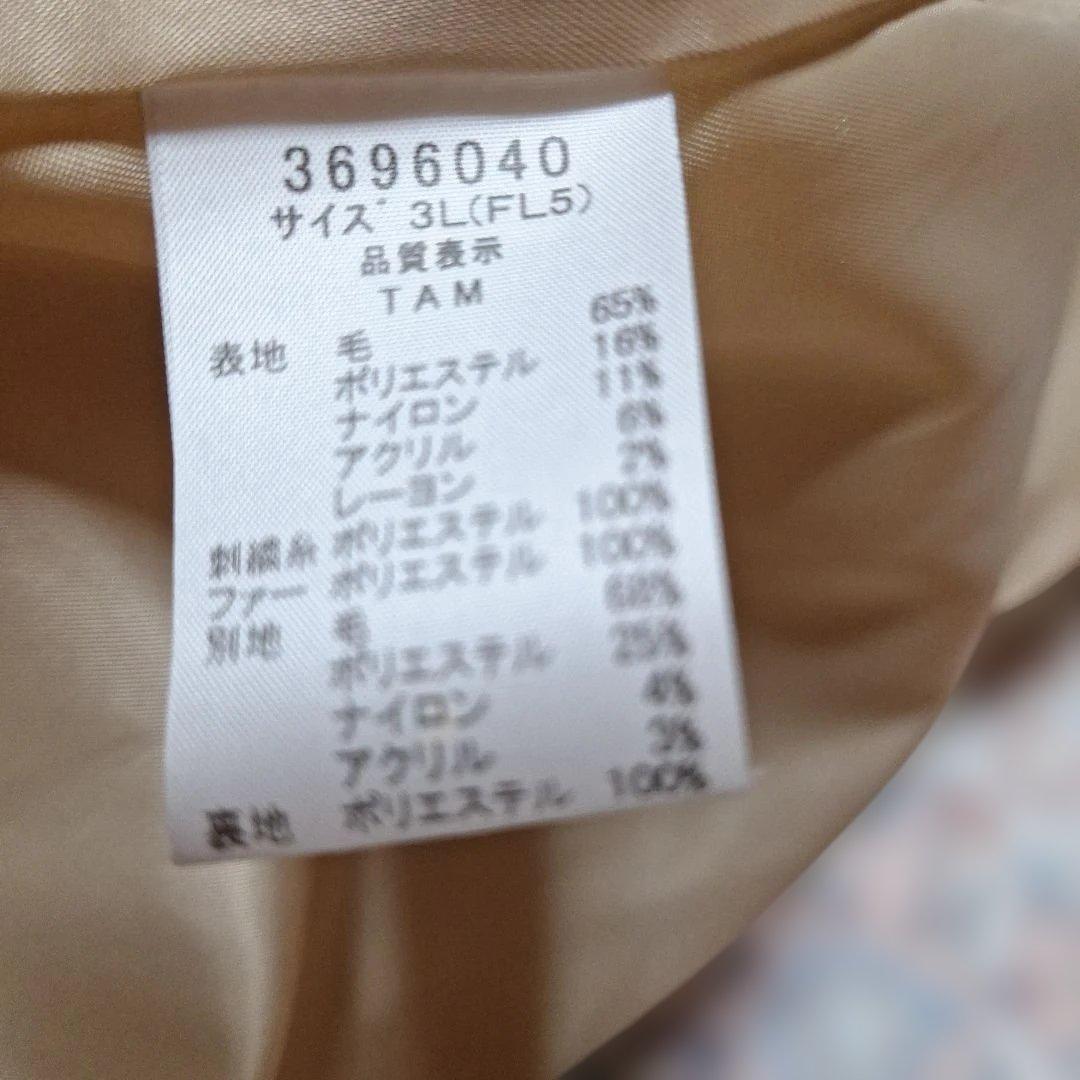 3696040
サイズ 3L(FL5)
品質表示
TAM
表地 毛 65%
ポリエステル 16%
ナイロン 11%
アクリル 6%
レーヨン 2%
刺繍糸 ポリエステル 100%
ファー ポリエステル 100%
別地 毛 68%
ポリエステル 25%
ナイロン 4%
アクリル 3%
裏地 ポリエステル 100%